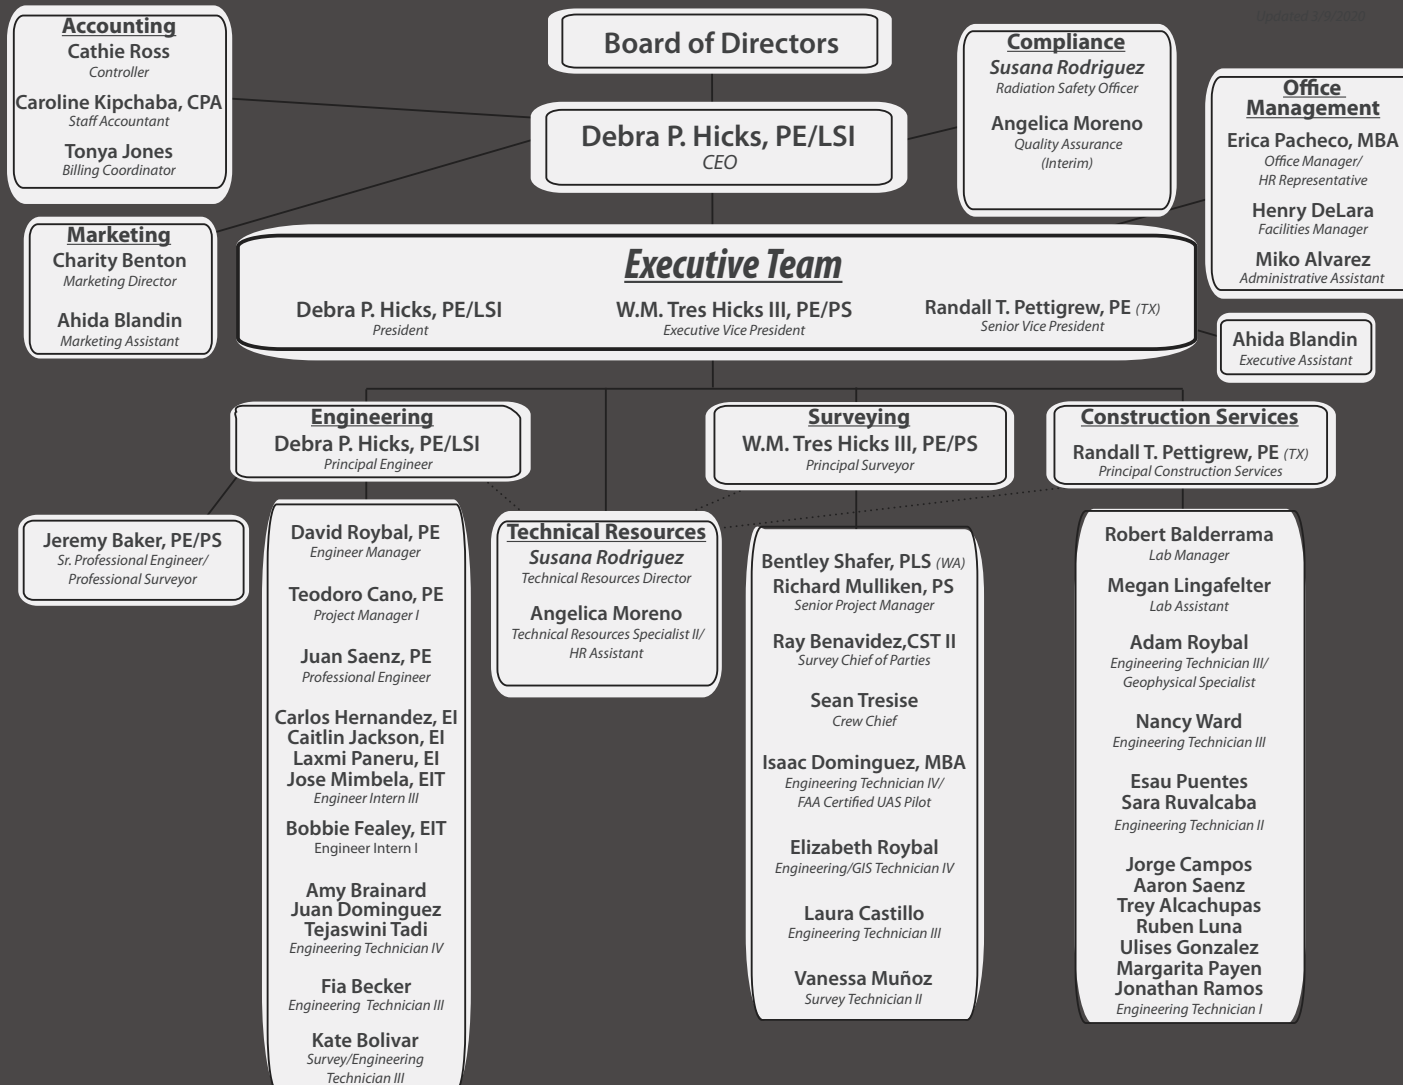 Updated 3/9/2020
Accounting
Cathie Ross
Controller
Caroline Kipchaba, CPA
Staff Accountant
Tonya Jones
Billing Coordinator
Board of Directors
Debra P. Hicks, PE/LSI
CEO
Compliance
Susana Rodriguez
Radiation Safety Officer
Angelica Moreno
Quality Assurance
(Interim)
Office
Management
Erica Pacheco, MBA
Office Manager/
HR Representative
Henry DeLara
Facilities Manager
Miko Alvarez
Administrative Assistant
Marketing
Charity Benton
Marketing Director
Ahida Blandin
Marketing Assistant
Executive Team
Debra P. Hicks, PE/LSI
President
W.M. Tres Hicks III, PE/PS
Executive Vice President
Randall T. Pettigrew, PE (TX)
Senior Vice President
Ahida Blandin
Executive Assistant
Engineering
Debra P. Hicks, PE/LSI
Principal Engineer
Surveying
W.M. Tres Hicks III, PE/PS
Principal Surveyor
Construction Services
Randall T. Pettigrew, PE (TX)
Principal Construction Services
Jeremy Baker, PE/PS
Sr. Professional Engineer/
Professional Surveyor
David Roybal, PE
Engineer Manager
Teodoro Cano, PE
Project Manager I
Juan Saenz, PE
Professional Engineer
Carlos Hernandez, EI
Caitlin Jackson, EI
Laxmi Paneru, EI
Jose Mimbela, EIT
Engineer Intern III
Bobbie Fealey, EIT
Engineer Intern I
Amy Brainard
Juan Dominguez
Tejaswini Tadi
Engineering Technician IV
Fia Becker
Engineering Technician III
Kate Bolivar
Survey/Engineering
Technician III
Technical Resources
Susana Rodriguez
Technical Resources Director
Angelica Moreno
Technical Resources Specialist II/
HR Assistant
Bentley Shafer, PLS (WA)
Richard Mulliken, PS
Senior Project Manager
Ray Benavidez,CST II
Survey Chief of Parties
Sean Tresise
Crew Chief
Isaac Dominguez, MBA
Engineering Technician IV/
FAA Certified UAS Pilot
Elizabeth Roybal
Engineering/GIS Technician IV
Laura Castillo
Engineering Technician III
Vanessa Muñoz
Survey Technician II
Robert Balderrama
Lab Manager
Megan Lingafelter
Lab Assistant
Adam Roybal
Engineering Technician III/
Geophysical Specialist
Nancy Ward
Engineering Technician III
Esau Puentes
Sara Ruvalcaba
Engineering Technician II
Jorge Campos
Aaron Saenz
Trey Alcachupas
Ruben Luna
Ulises Gonzalez
Margarita Payen
Jonathan Ramos
Engineering Technician I